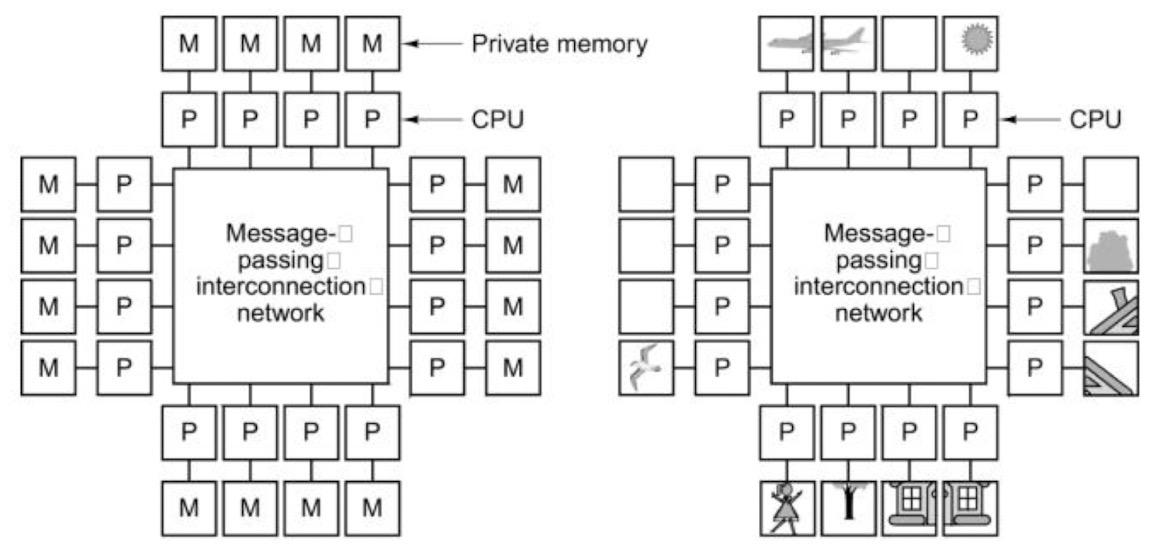 M M M M Private memory
P P P P CPU
M P P M
M P P M
M P P M
M P P M
Message-□
passing□
interconnection□
network
P P P P
M M M M
P P P P CPU
P P
P P
P P
P P
Message-□
passing□
interconnection□
network
P P P P